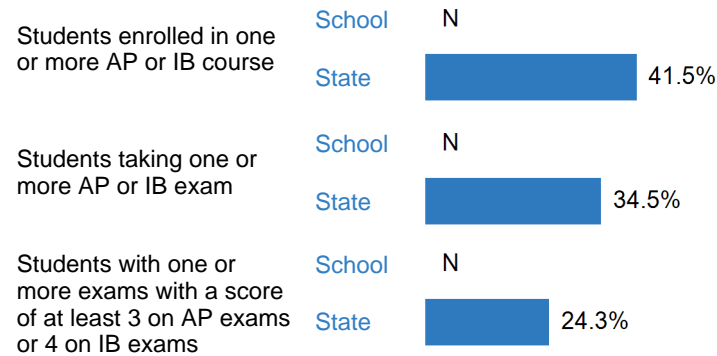 Students enrolled in one
or more AP or IB course
School N
State 41.5%
Students taking one or
more AP or IB exam
School N
State 34.5%
Students with one or
more exams with a score
of at least 3 on AP exams
or 4 on IB exams
School N
State 24.3%